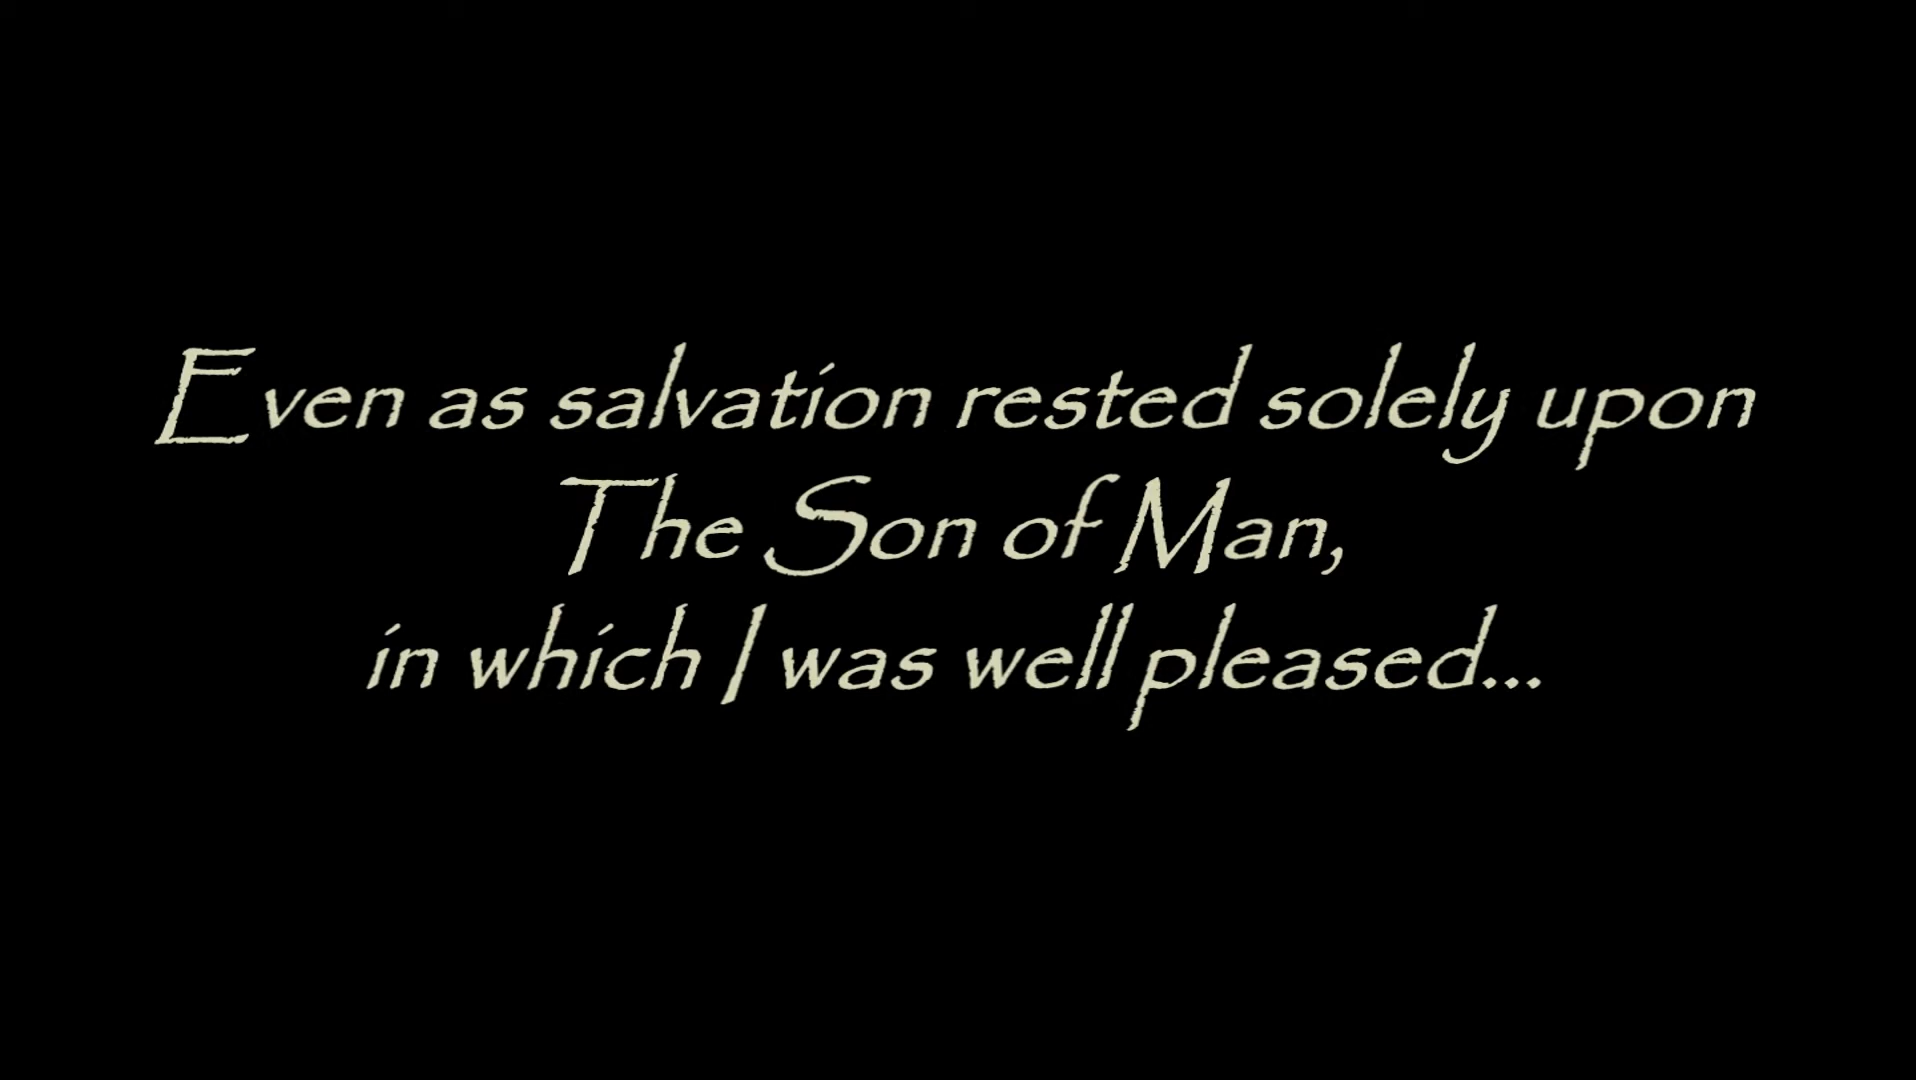 Even as salvation rested solely upon
The Son of Man,
in which I was well pleased...